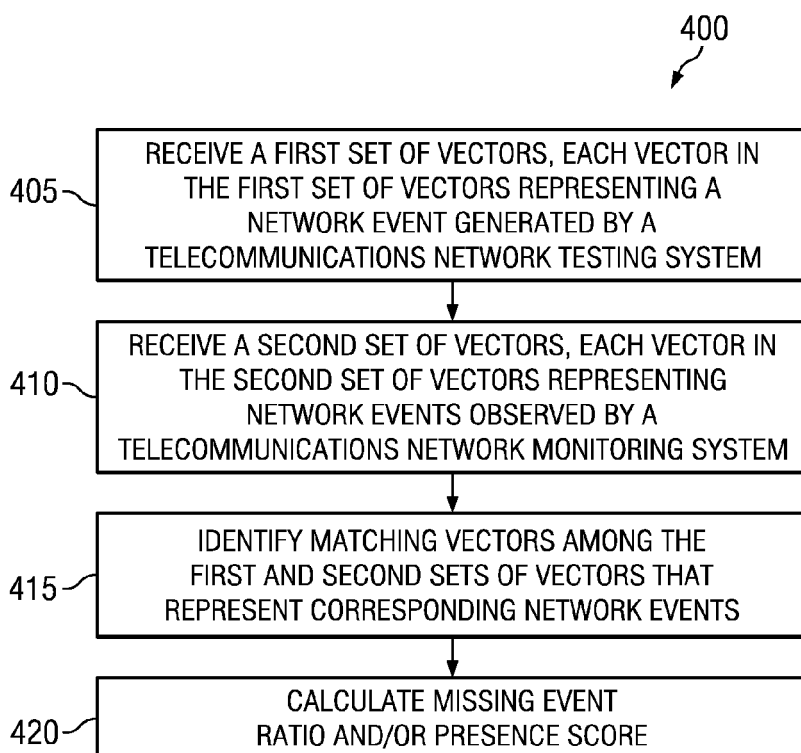 400
405
RECEIVE A FIRST SET OF VECTORS, EACH VECTOR IN
THE FIRST SET OF VECTORS REPRESENTING A
NETWORK EVENT GENERATED BY A
TELECOMMUNICATIONS NETWORK TESTING SYSTEM
410
RECEIVE A SECOND SET OF VECTORS, EACH VECTOR IN
THE SECOND SET OF VECTORS REPRESENTING
NETWORK EVENTS OBSERVED BY A
TELECOMMUNICATIONS NETWORK MONITORING SYSTEM
415
IDENTIFY MATCHING VECTORS AMONG THE
FIRST AND SECOND SETS OF VECTORS THAT
REPRESENT CORRESPONDING NETWORK EVENTS
420
CALCULATE MISSING EVENT
RATIO AND/OR PRESENCE SCORE